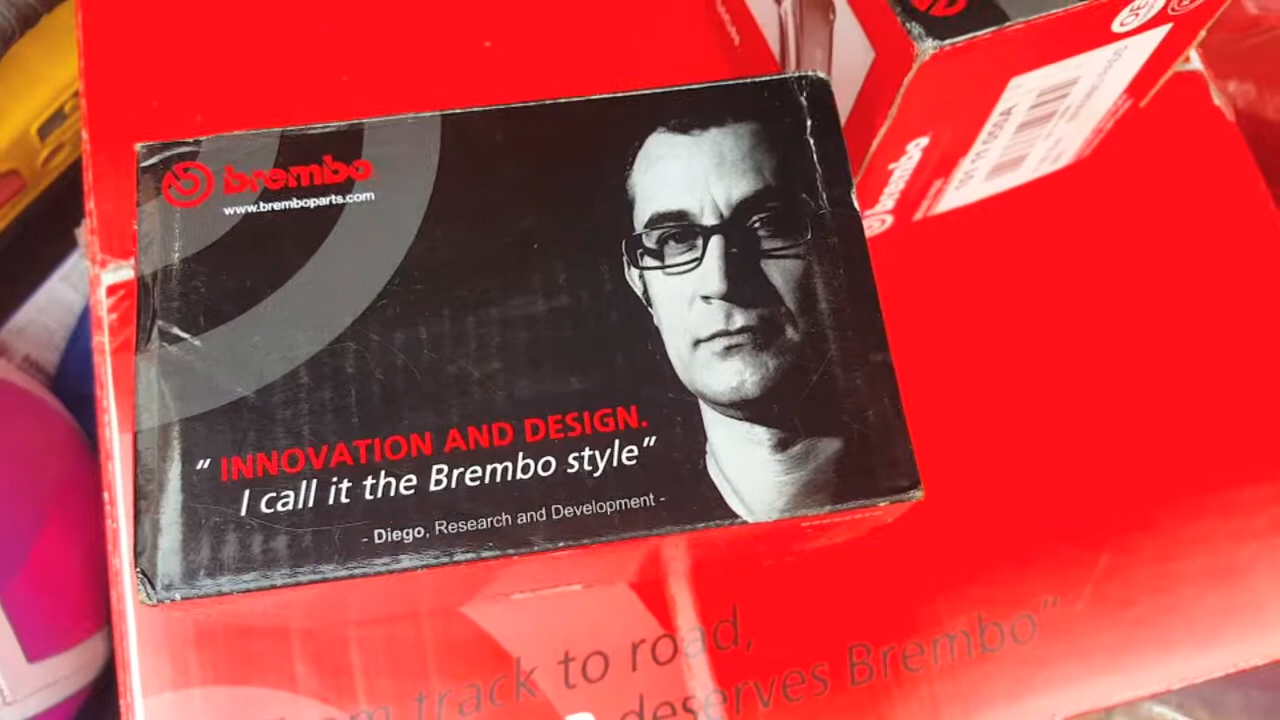 brembo
www.bremboparts.com
“ INNOVATION AND DESIGN.
I call it the Brembo style”
- Diego, Research and Development -
brembo
track to road,
deserves Brembo”